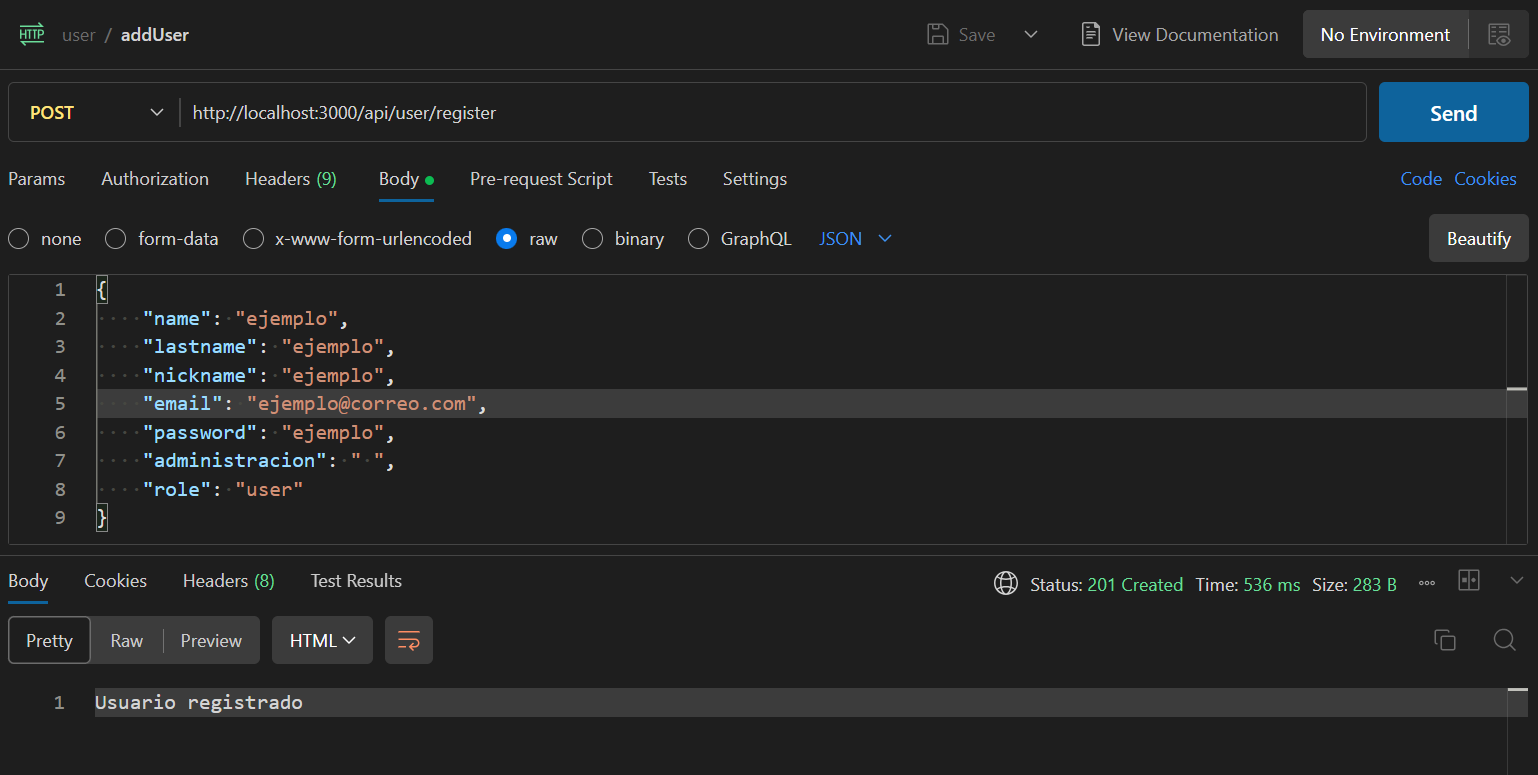 HTTP user / addUser Save View Documentation No Environment
POST http://localhost:3000/api/user/register Send
Params Authorization Headers (9) Body Pre-request Script Tests Settings Code Cookies
none form-data x-www-form-urlencoded raw binary GraphQL JSON Beautify
1 {
2 ····"name":·"ejemplo",
3 ····"lastname":·"ejemplo",
4 ····"nickname":·"ejemplo",
5 ····"email":·"ejemplo@correo.com",
6 ····"password":·"ejemplo",
7 ····"administracion":·"·",
8 ····"role":·"user"
9 }
Body Cookies Headers (8) Test Results Status: 201 Created Time: 536 ms Size: 283 B
Pretty Raw Preview HTML
1 Usuario registrado